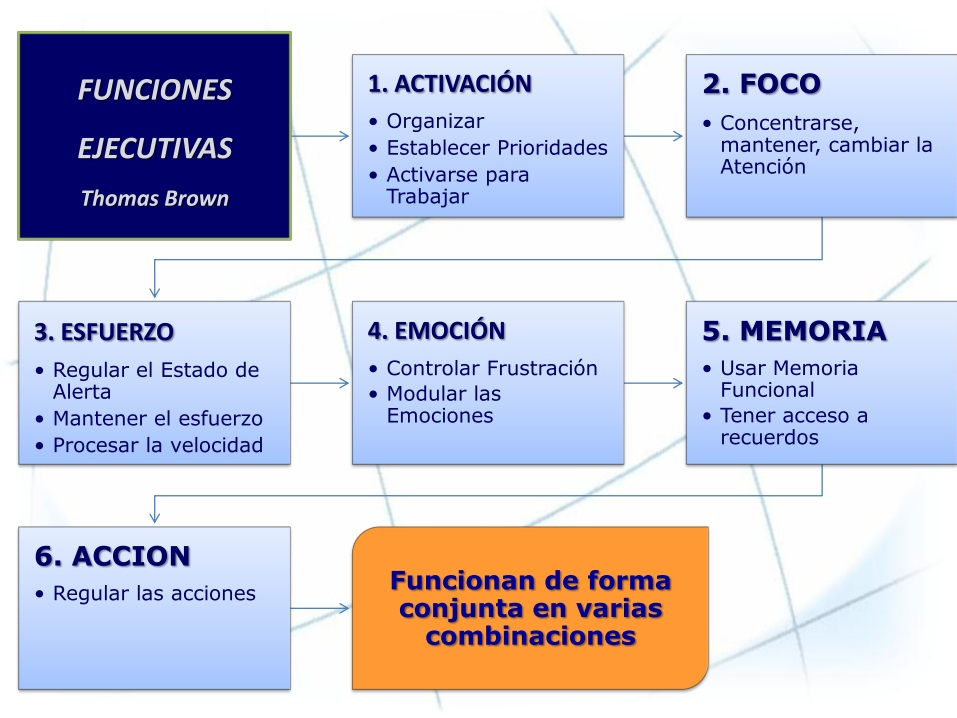 FUNCIONES
EJECUTIVAS
Thomas Brown
1. ACTIVACIÓN
• Organizar
• Establecer Prioridades
• Activarse para
Trabajar
2. FOCO
• Concentrarse,
mantener, cambiar la
Atención
3. ESFUERZO
• Regular el Estado de
Alerta
• Mantener el esfuerzo
• Procesar la velocidad
4. EMOCIÓN
• Controlar Frustración
• Modular las
Emociones
5. MEMORIA
• Usar Memoria
Funcional
• Tener acceso a
recuerdos
6. ACCION
• Regular las acciones
Funcionan de forma
conjunta en varias
combinaciones